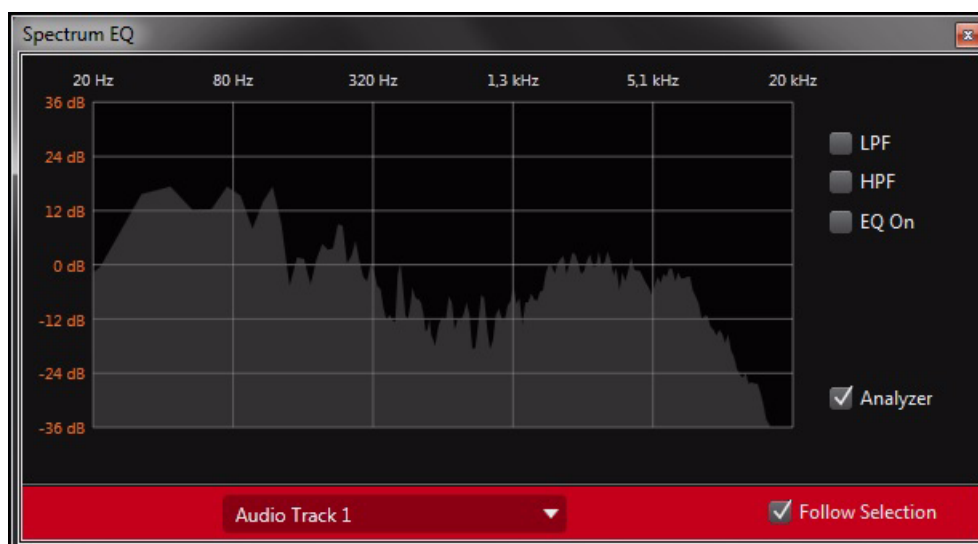 Spectrum EQ
20 Hz 80 Hz 320 Hz 1,3 kHz 5,1 kHz 20 kHz
36 dB
24 dB
12 dB
0 dB
-12 dB
-24 dB
-36 dB
LPF
HPF
EQ On
Analyzer
Audio Track 1
Follow Selection